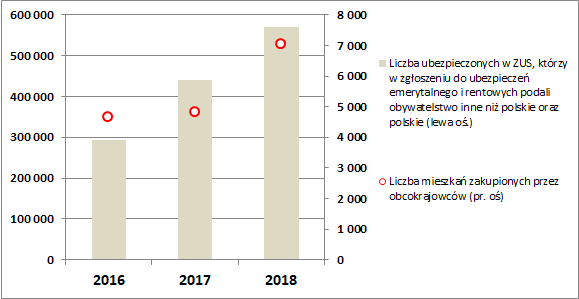 600 000
500 000
400 000
300 000
200 000
100 000
0
8 000
7 000
6 000
5 000
4 000
3 000
2 000
1 000
0
2016
2017
2018
Liczba ubezpieczonych w ZUS, którzy
w zgłoszeniu do ubezpieczeń
emerytalnego i rentowych podali
obywatelstwo inne niż polskie oraz
polskie (lewa oś.)
Liczba mieszkań zakupionych przez
obcokrajowców (pr. oś)